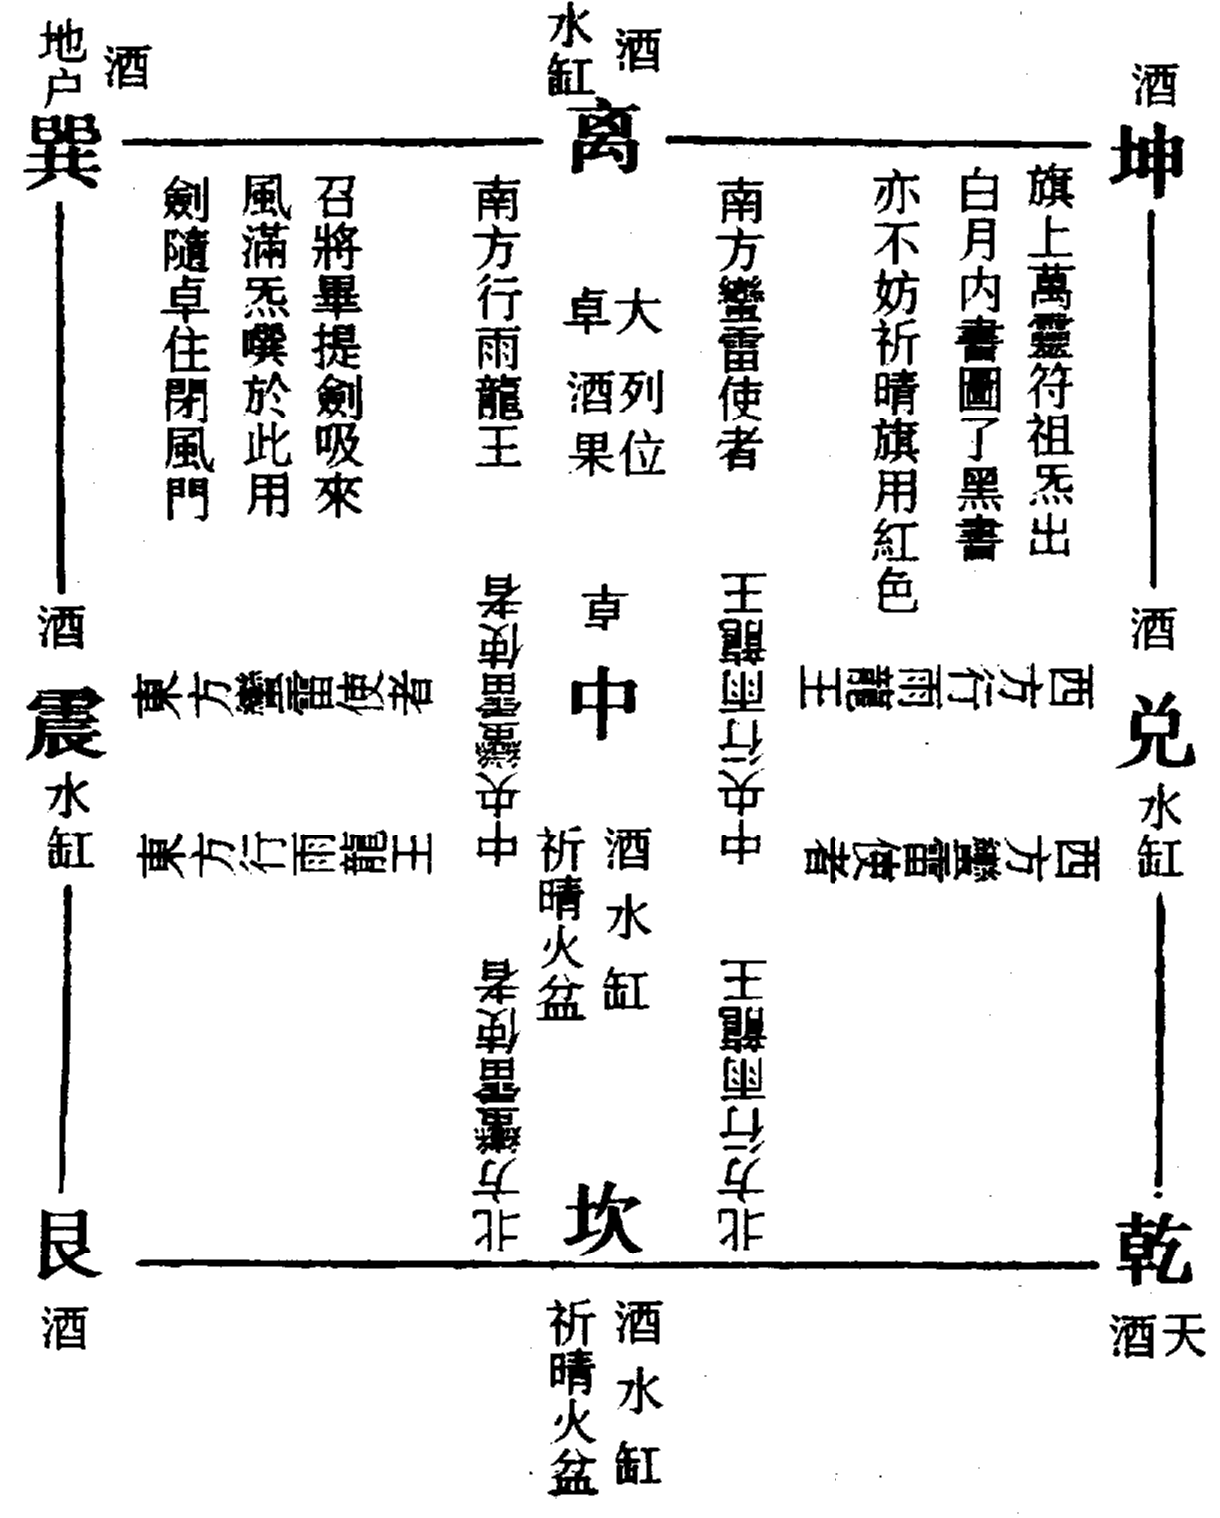 酒
坤
旗上萬靈符祖炁出
白月内書圖了黑書
亦不妨祈晴旗用紅色
酒
水缸
离
南方蠻雷使者
大列位
卓酒果
南方行雨龍王
酒
地户
巽
召將畢提劍吸來
風滿炁噀於此用
劍隨卓住閉風門
酒
兑
水缸
西方行雨龍王
西方蠻雷使者
中央行雨龍王
卓
中
酒水缸
祈晴火盆
中央蠻雷使者
酒
震
水缸
東方蠻雷使者
東方行雨龍王
乾
天
酒
北方行雨龍王
坎
北方蠻雷使者
酒水缸
祈晴火盆
艮
酒